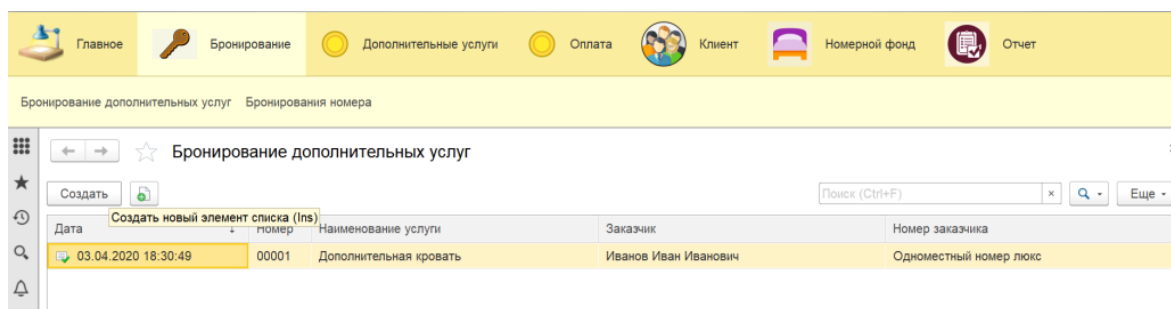 Главное Бронирование Дополнительные услуги Оплата Клиент Номерной фонд Отчет
Бронирование дополнительных услуг Бронирования номера
Бронирование дополнительных услуг
Создать Поиск (Ctrl+F) × Еще
Создать новый элемент списка (Ins)
Дата ↓ Номер Наименование услуги Заказчик Номер заказчика
03.04.2020 18:30:49 00001 Дополнительная кровать Иванов Иван Иванович Одноместный номер люкс